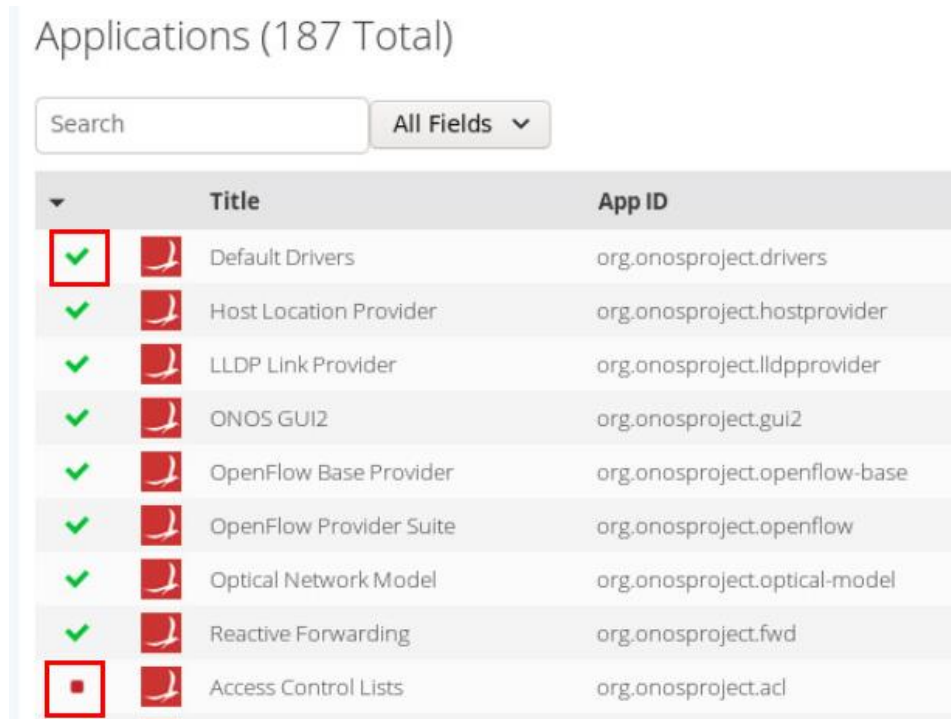 Applications (187 Total)
Search All Fields
Title App ID
Default Drivers org.onosproject.drivers
Host Location Provider org.onosproject.hostprovider
LLDP Link Provider org.onosproject.lldpprovider
ONOS GUI2 org.onosproject.gui2
OpenFlow Base Provider org.onosproject.openflow-base
OpenFlow Provider Suite org.onosproject.openflow
Optical Network Model org.onosproject.optical-model
Reactive Forwarding org.onosproject.fwd
Access Control Lists org.onosproject.acl